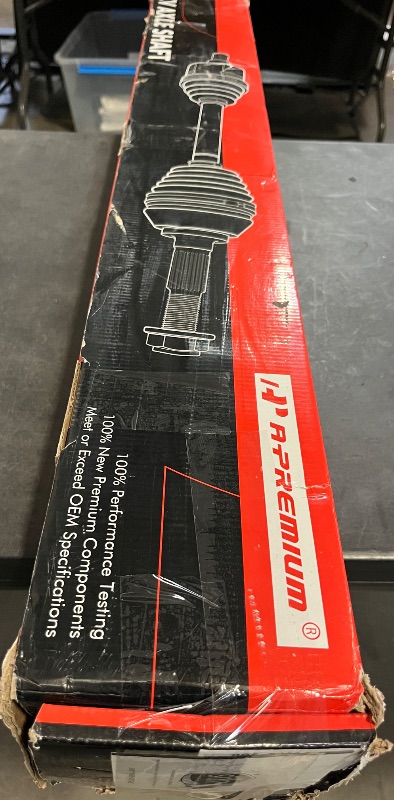 AXLE SHAFT
A-PREMIUM®
100% Performance Testing
100% New Premium Components
Meet or Exceed OEM Specifications